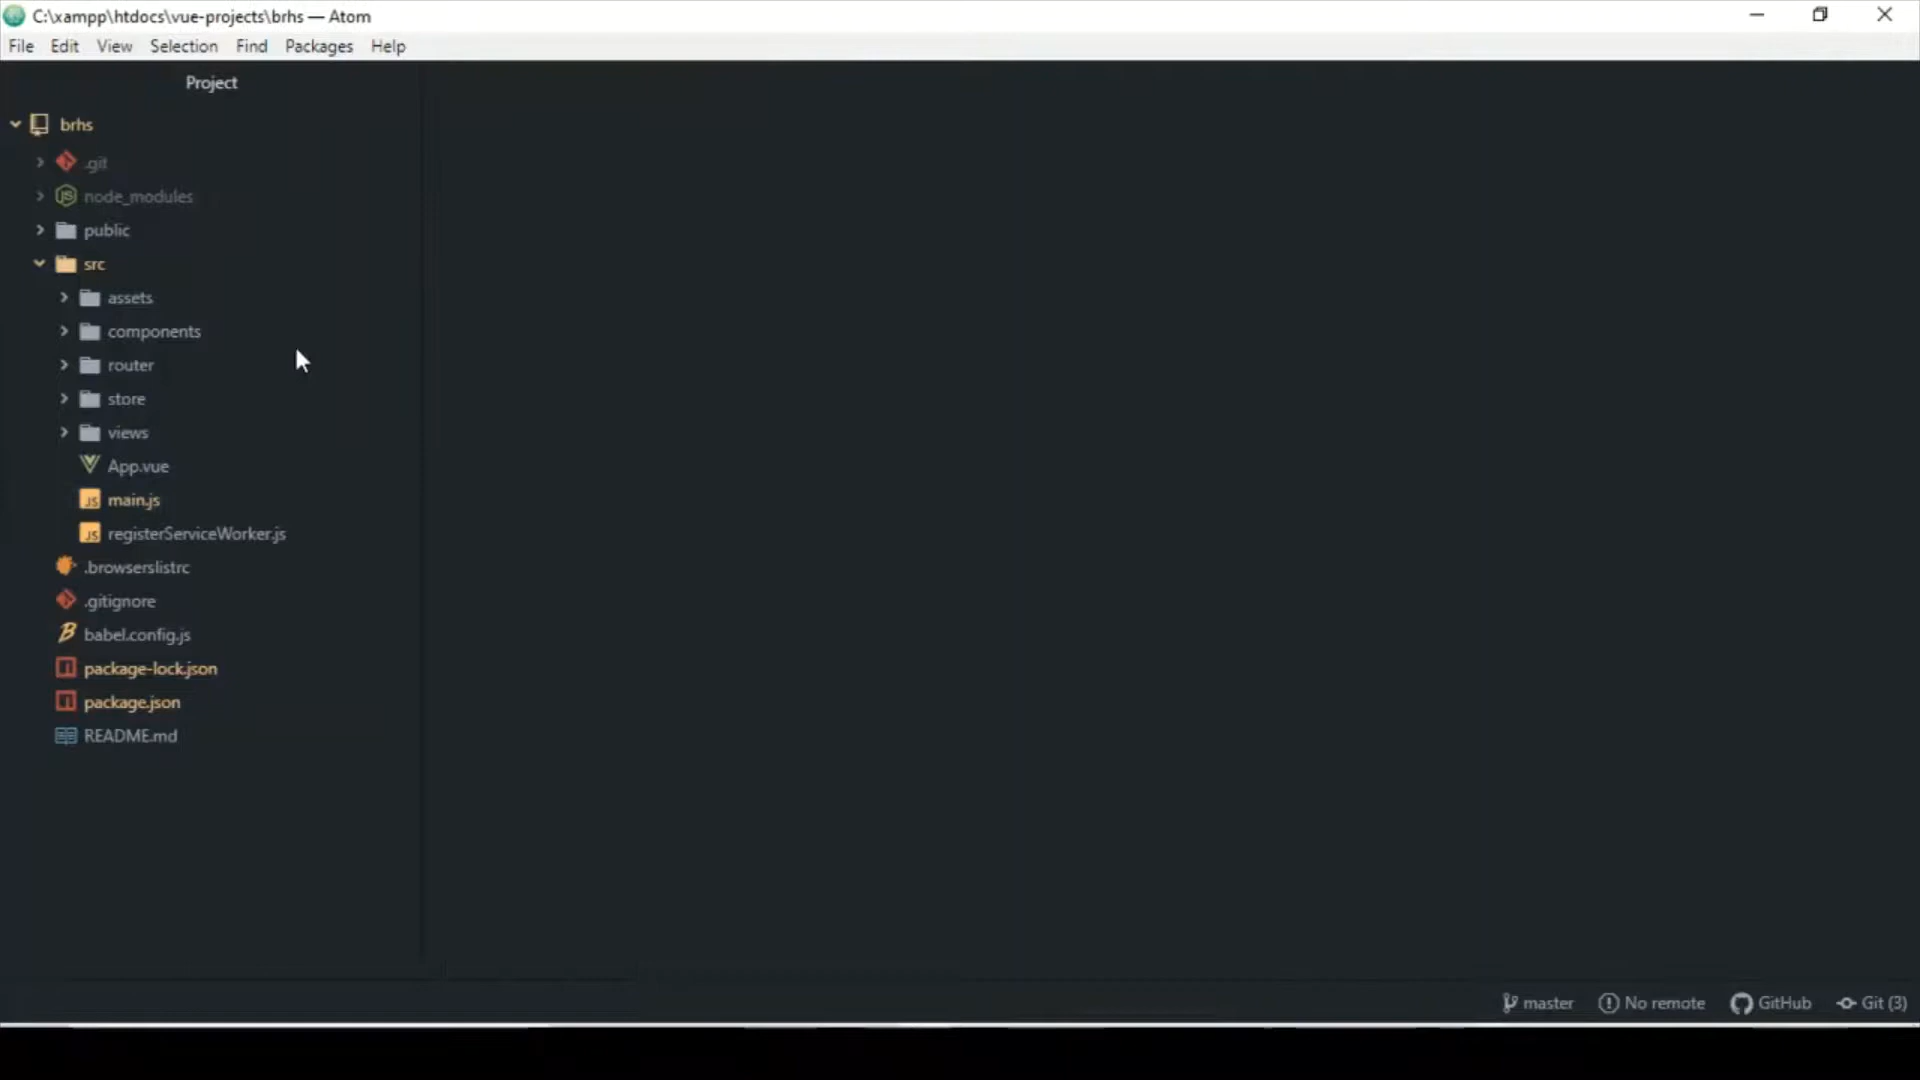 C:\xampp\htdocs\vue-projects\brhs — Atom
File Edit View Selection Find Packages Help
Project
brhs
.git
node_modules
public
src
assets
components
router
store
views
App.vue
JS main.js
JS registerServiceWorker.js
.browserslistrc
.gitignore
babel.config.js
package-lock.json
package.json
README.md
master No remote GitHub Git (3)